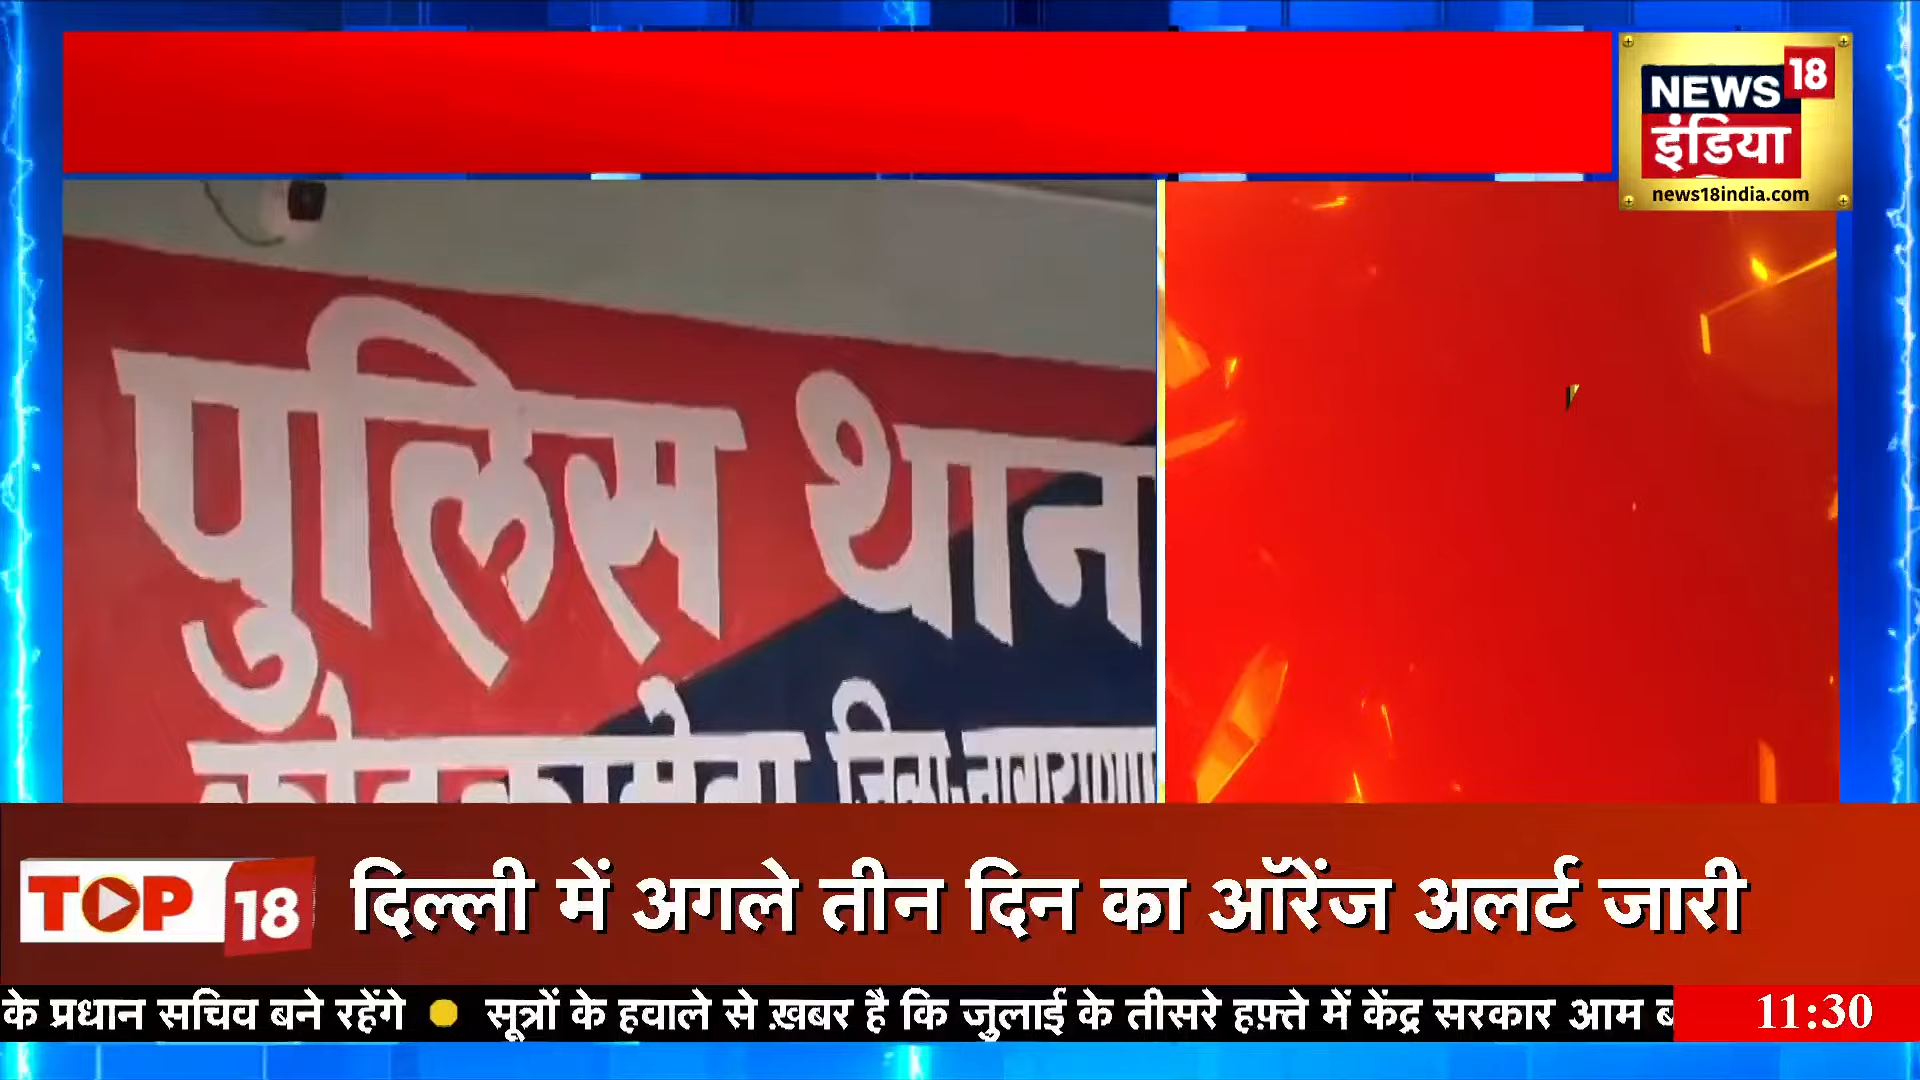 NEWS 18
इंडिया
news18india.com
पुलिस थान
TOP 18
दिल्ली में अगले तीन दिन का ऑरेंज अलर्ट जारी
के प्रधान सचिव बने रहेंगे
सूत्रों के हवाले से ख़बर है कि जुलाई के तीसरे हफ़्ते में केंद्र सरकार आम ब
11:30